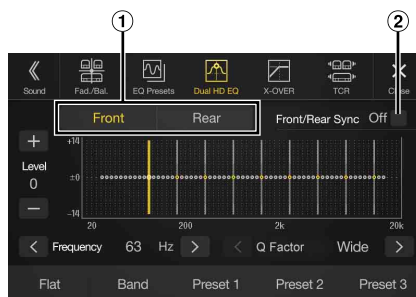 1 2
Sound Fad./Bal. EQ Presets Dual HD EQ X-OVER TCR Close
Front Rear Front/Rear Sync Off
+14
Level
0
±0
-14
20 200 2k 20k
Frequency 63 Hz Q Factor Wide
Flat Band Preset 1 Preset 2 Preset 3